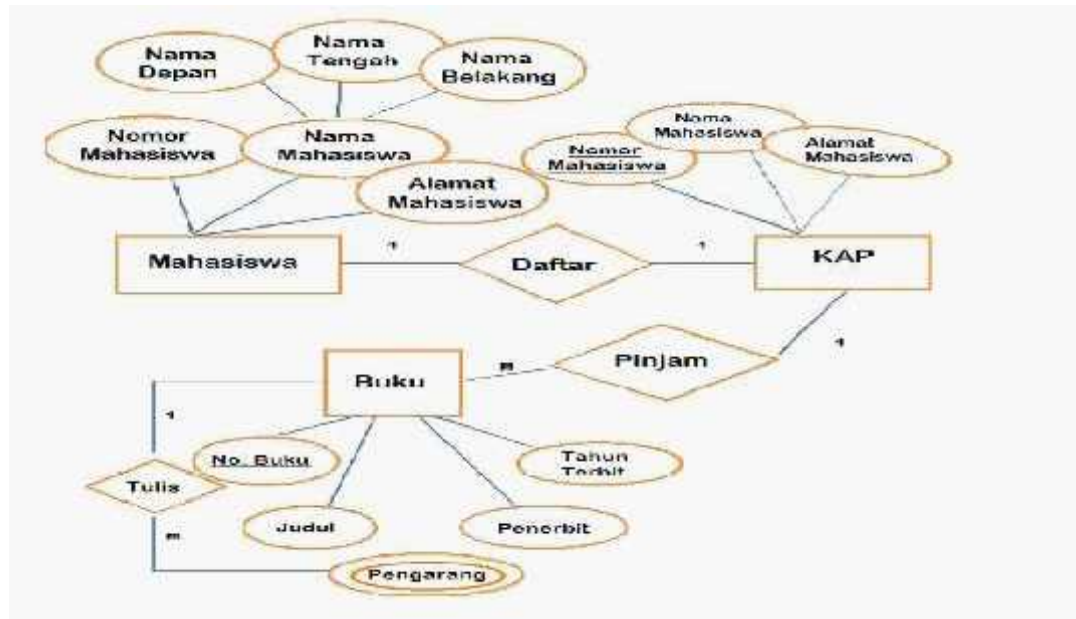 Nama
Depan
Nama
Tengah
Nama
Belakang
Nomor
Mahasiswa
Nama
Mahasiswa
Alamat
Mahasiswa
Nomor
Mahasiswa
Nama
Mahasiswa
Alamat
Mahasiswa
Mahasiswa
1
Daftar
1
KAP
Buku
m
Pinjam
1
1
No. Buku
Tahun
Terbit
Tulis
Judul
Penerbit
m
Pengarang